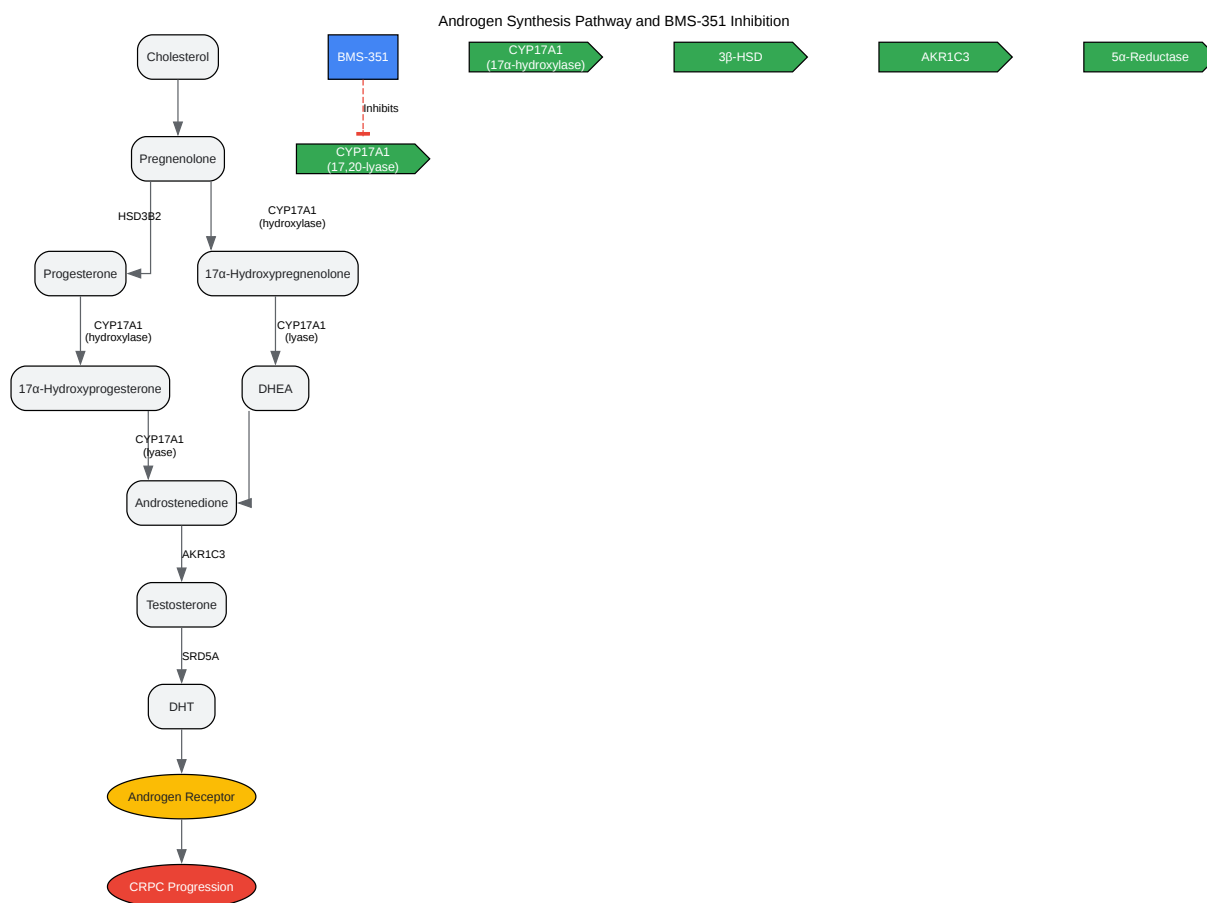 Androgen Synthesis Pathway and BMS-351 Inhibition
Cholesterol
BMS-351
CYP17A1
(17α-hydroxylase)
3β-HSD
AKR1C3
5α-Reductase
Inhibits
Pregnenolone
CYP17A1
(17,20-lyase)
HSD3B2
CYP17A1
(hydroxylase)
Progesterone
17α-Hydroxypregnenolone
CYP17A1
(hydroxylase)
CYP17A1
(lyase)
17α-Hydroxyprogesterone
DHEA
CYP17A1
(lyase)
Androstenedione
AKR1C3
Testosterone
SRD5A
DHT
Androgen Receptor
CRPC Progression